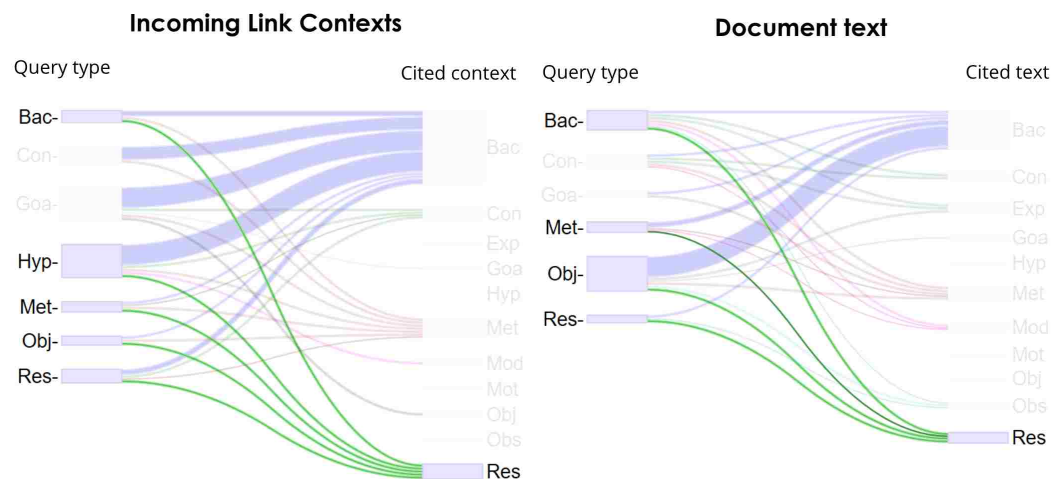 Incoming Link Contexts
Document text
Query type
Cited context
Query type
Cited text
Bac-
Con-
Goa-
Hyp-
Met-
Obj-
Res-
Bac
Con
Exp
Goa
Hyp
Met
Mod
Mot
Obj
Obs
Res
Bac-
Con-
Goa-
Met-
Obj-
Res-
Bac
Con
Exp
Goa
Hyp
Met
Mod
Mot
Obj
Obs
Res